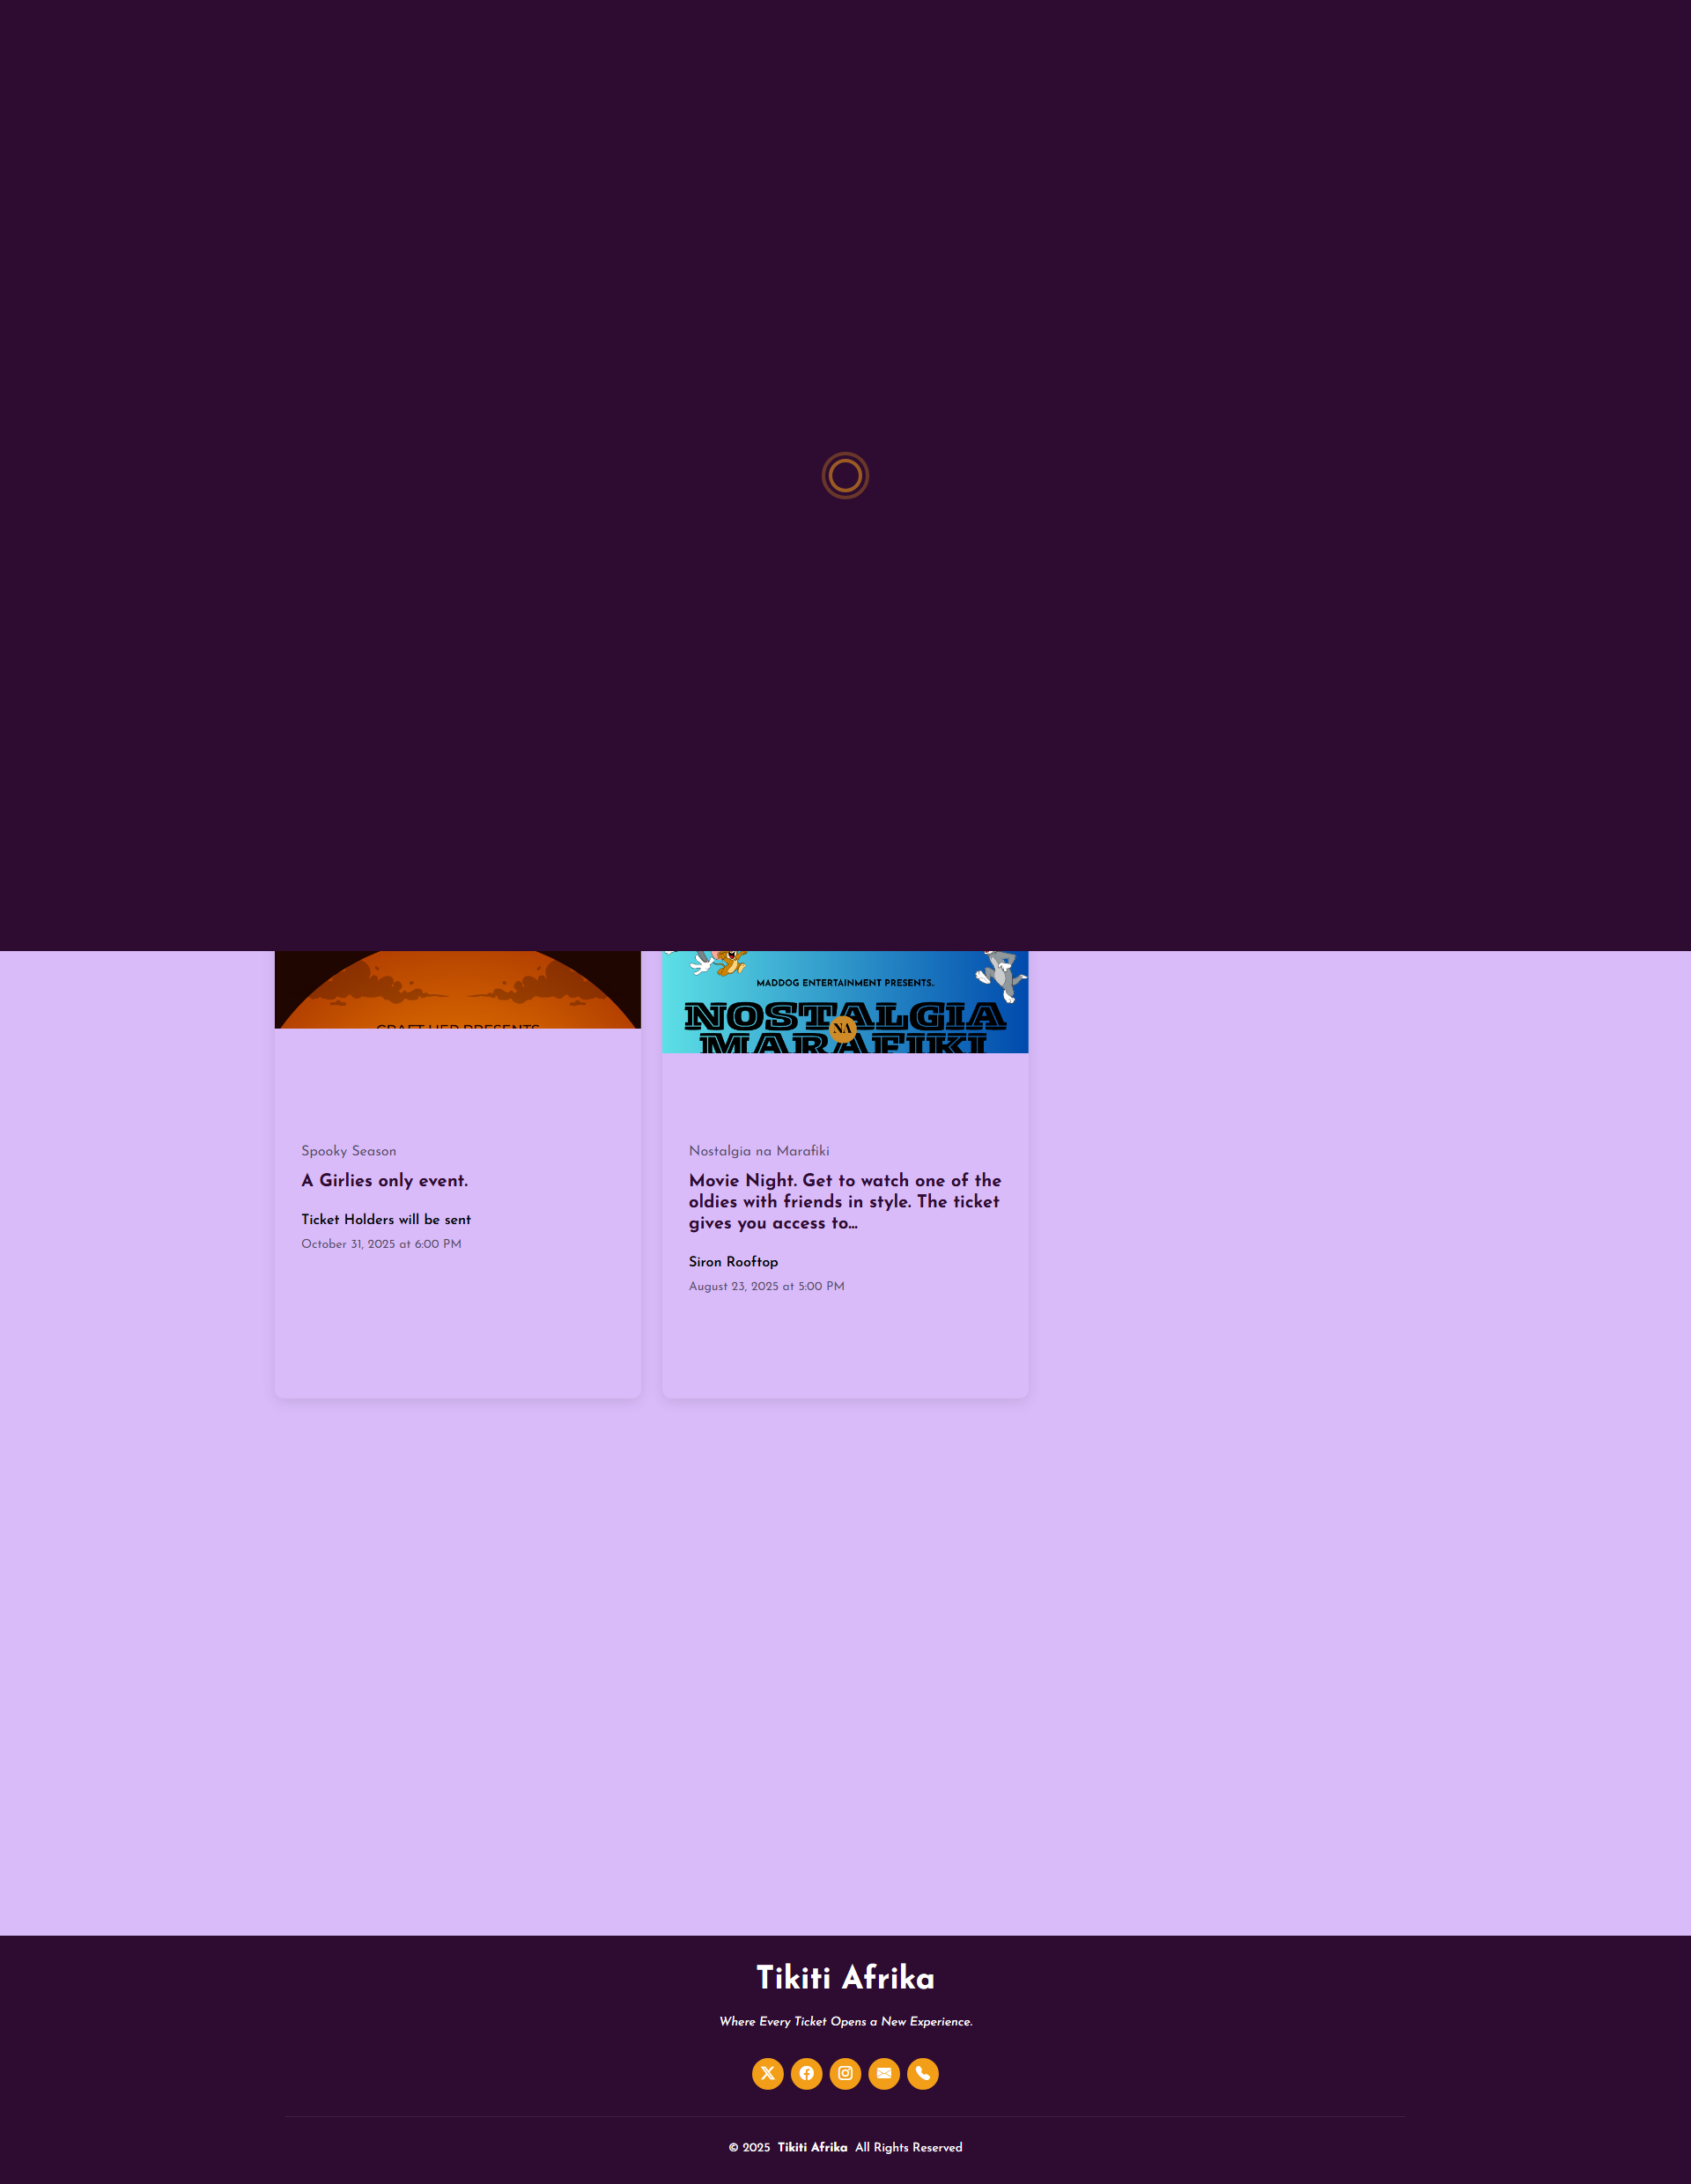 CRAFT HER PRESENTS
Spooky Season
A Girlies only event.
Ticket Holders will be sent
October 31, 2025 at 6:00 PM
MADDOG ENTERTAINMENT PRESENTS..
NOSTALGIA
NA
MARAFIKI
Nostalgia na Marafiki
Movie Night. Get to watch one of the
oldies with friends in style. The ticket
gives you access to...
Siron Rooftop
August 23, 2025 at 5:00 PM
Tikiti Afrika
Where Every Ticket Opens a New Experience.
© 2025 Tikiti Afrika All Rights Reserved